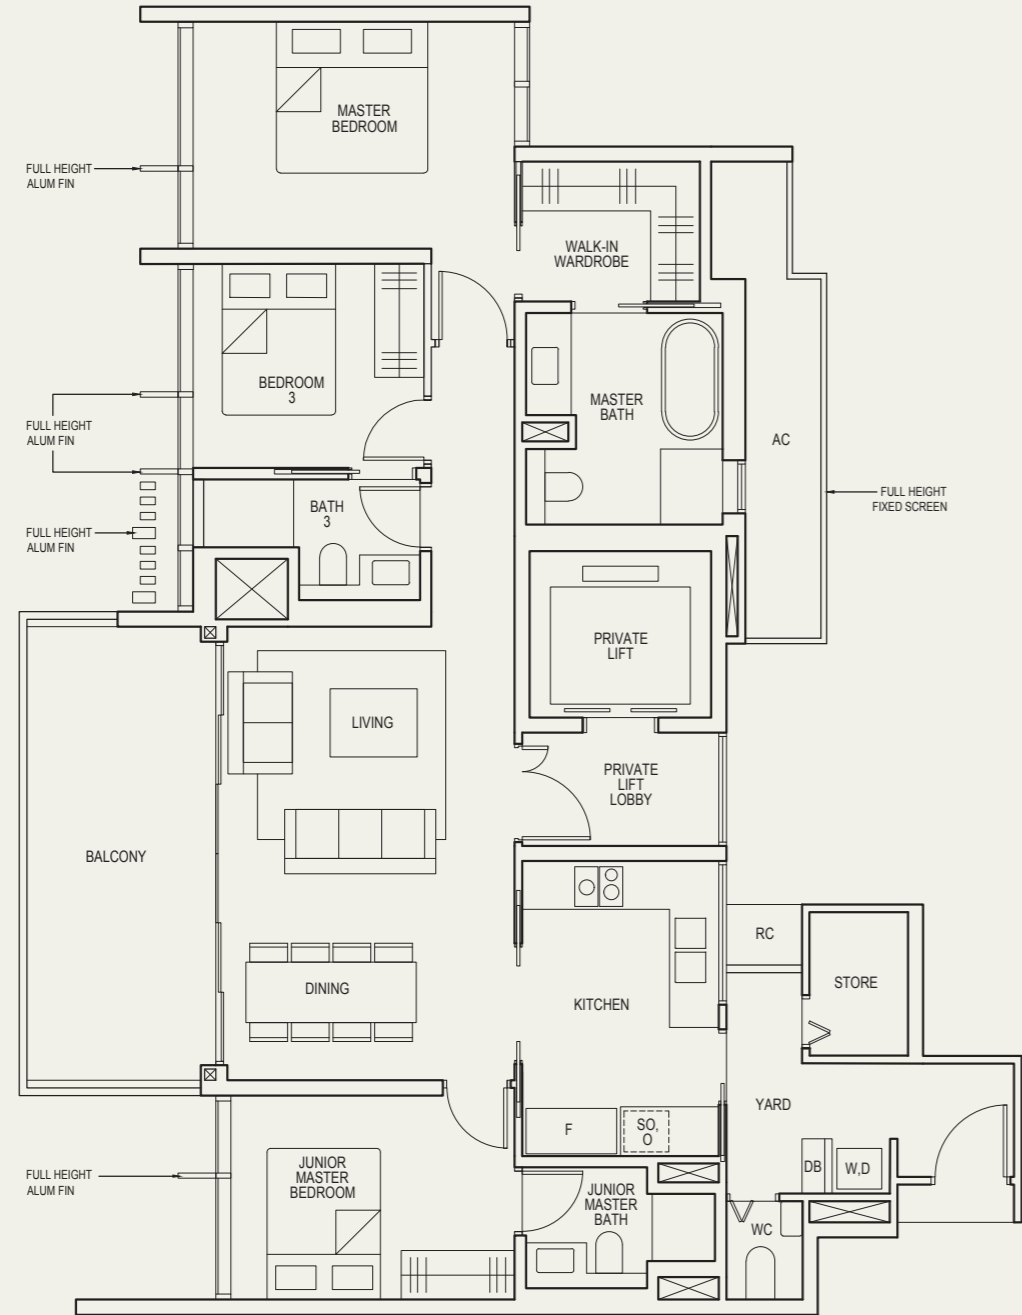 MASTER
BEDROOM
FULL HEIGHT
ALUM FIN
WALK-IN
WARDROBE
BEDROOM
3
MASTER
BATH
FULL HEIGHT
ALUM FIN
AC
FULL HEIGHT
FIXED SCREEN
BATH
3
FULL HEIGHT
ALUM FIN
PRIVATE
LIFT
LIVING
PRIVATE
LIFT
LOBBY
BALCONY
RC
STORE
DINING
KITCHEN
YARD
F
SO,
O
DB
W,D
FULL HEIGHT
ALUM FIN
JUNIOR
MASTER
BEDROOM
JUNIOR
MASTER
BATH
WC